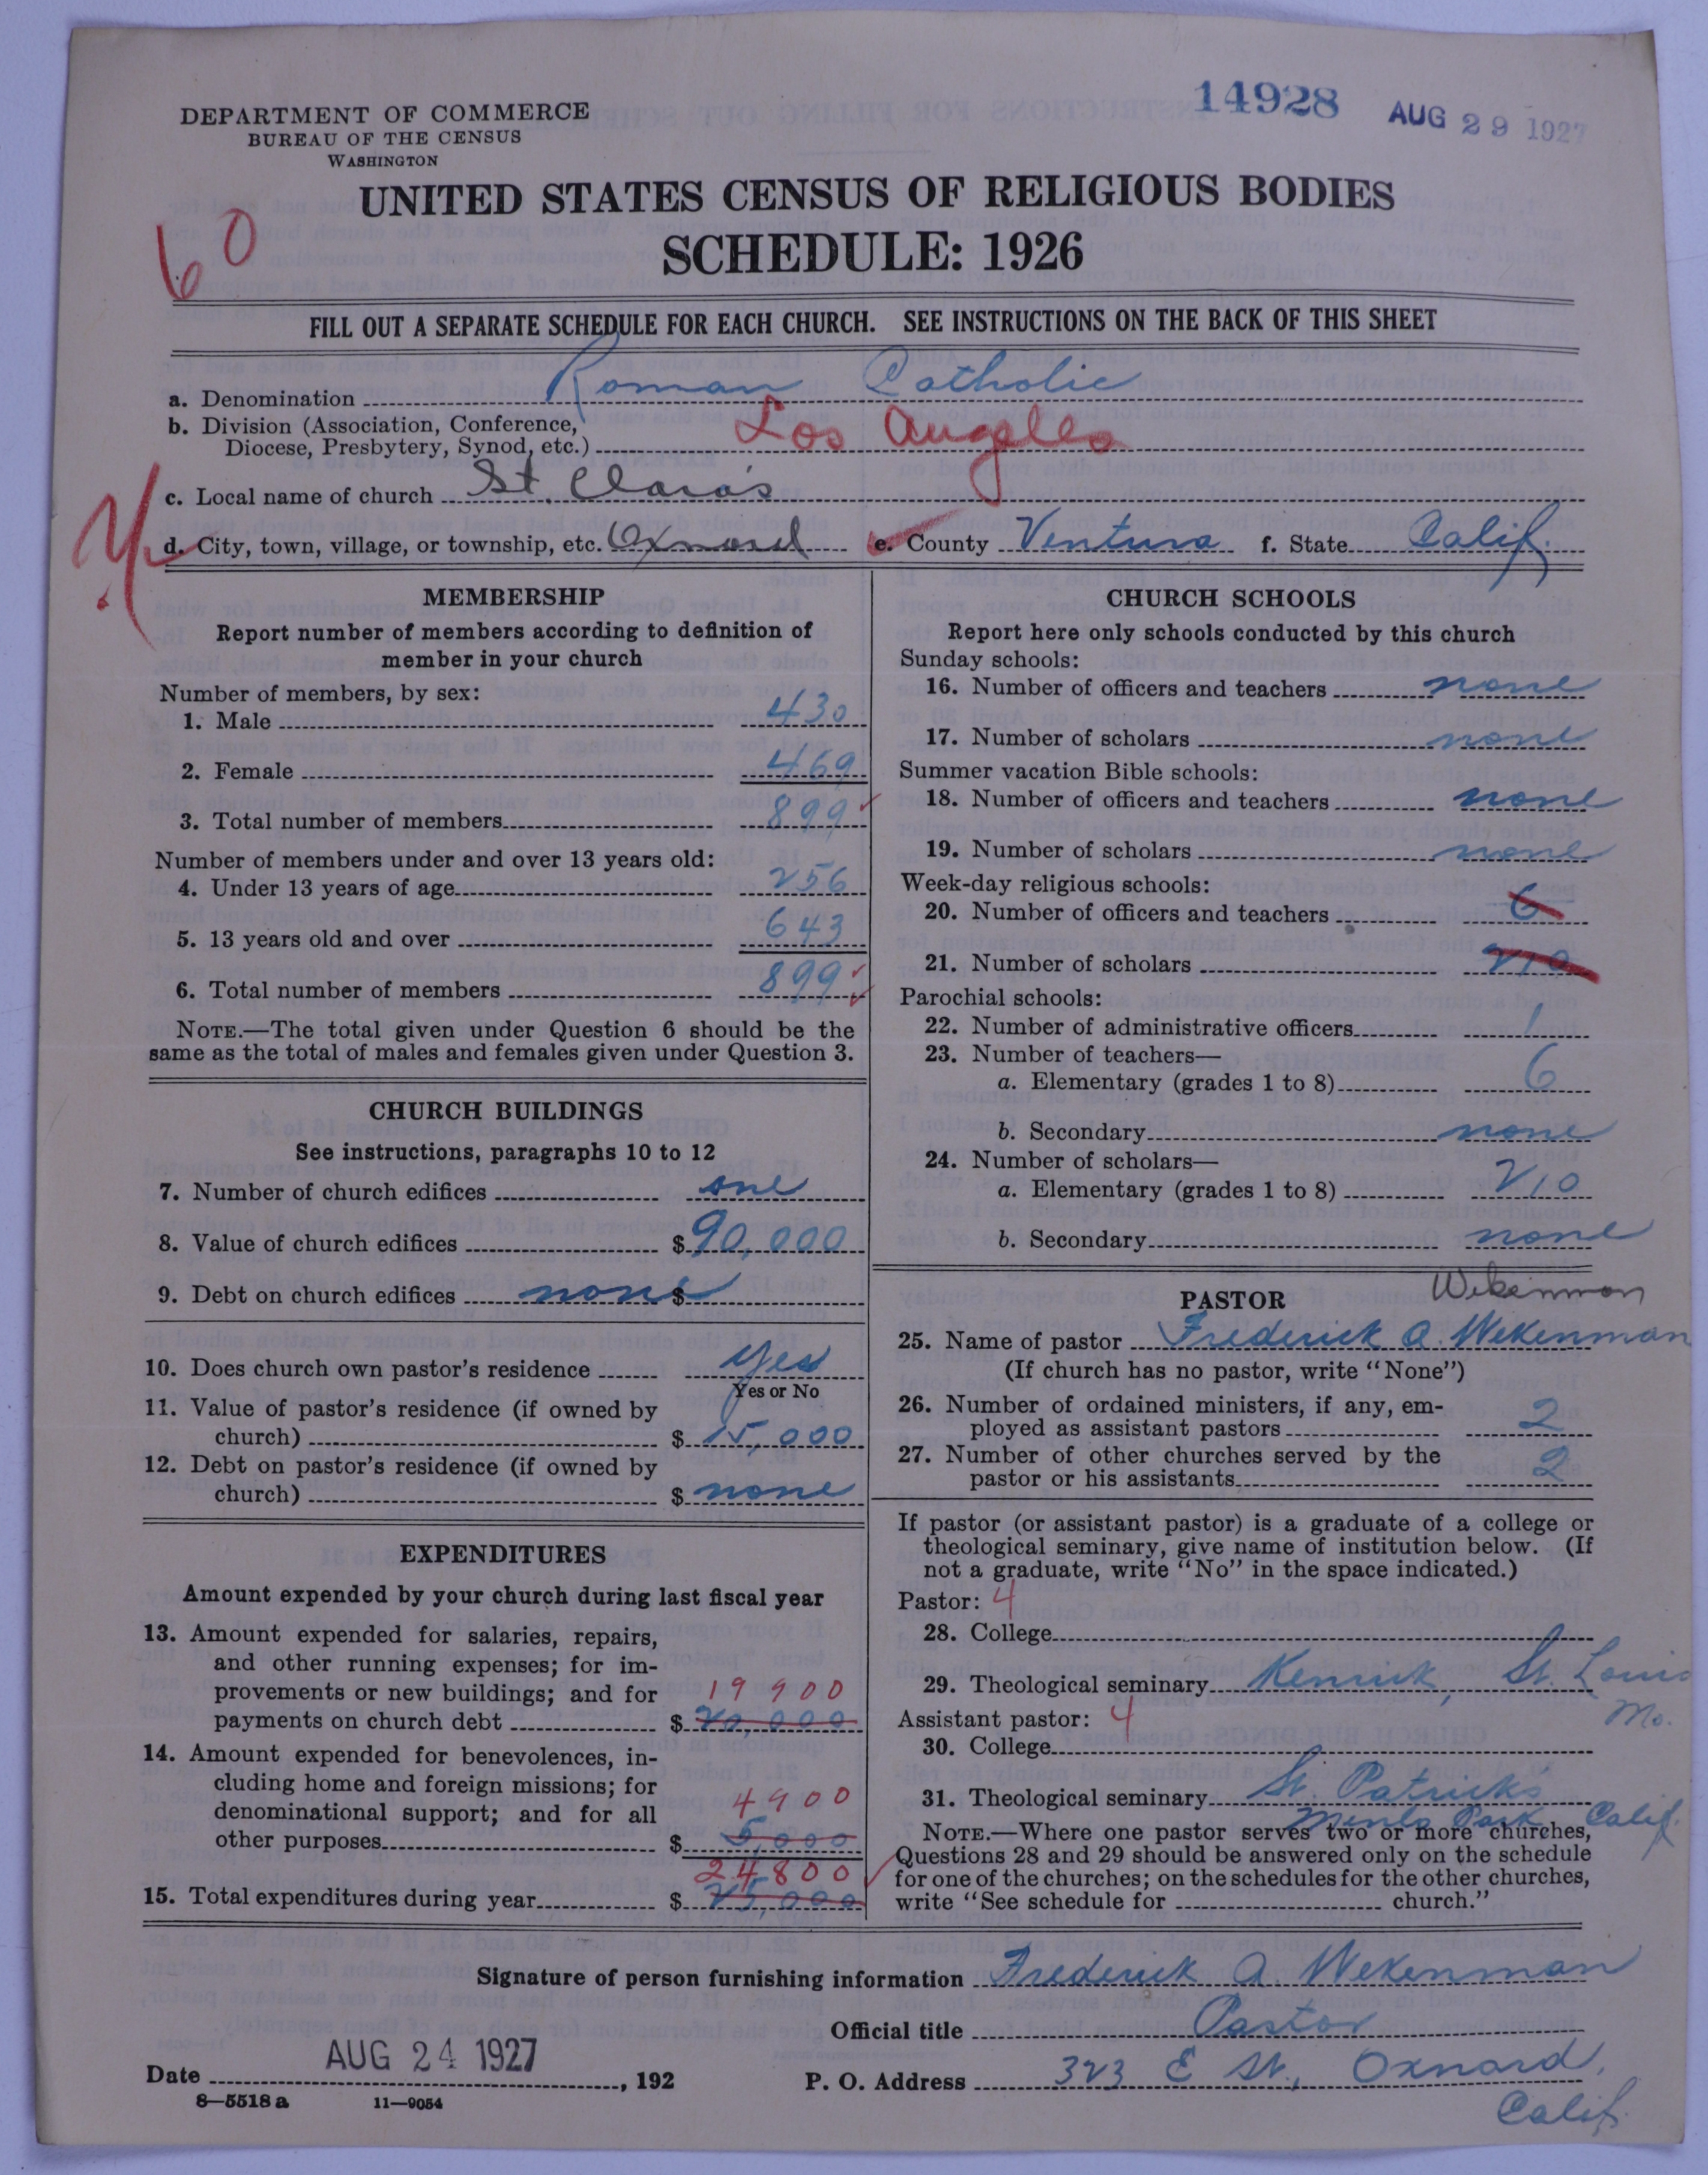 14928 AUG 29 1927
DEPARTMENT OF COMMERCE
BUREAU OF THE CENSUS
WASHINGTON
UNITED STATES CENSUS OF RELIGIOUS BODIES
SCHEDULE: 1926
60
FILL OUT A SEPARATE SCHEDULE FOR EACH CHURCH. SEE INSTRUCTIONS ON THE BACK OF THIS SHEET
a. Denomination Roman Catholic
b. Division (Association, Conference,
Diocese, Presbytery, Synod, etc.) Los Angeles
c. Local name of church St. Clara's
d. City, town, village, or township, etc. Oxnard e. County Ventura f. State Calif.
MEMBERSHIP
Report number of members according to definition of
member in your church
Number of members, by sex:
1. Male 430
2. Female 469
3. Total number of members 899
Number of members under and over 13 years old:
4. Under 13 years of age 256
5. 13 years old and over 643
6. Total number of members 899
NOTE.—The total given under Question 6 should be the
same as the total of males and females given under Question 3.
CHURCH BUILDINGS
See instructions, paragraphs 10 to 12
7. Number of church edifices one
8. Value of church edifices $ 90,000
9. Debt on church edifices none $
10. Does church own pastor's residence yes
Yes or No
11. Value of pastor's residence (if owned by
church) $ 15,000
12. Debt on pastor's residence (if owned by
church) $ none
EXPENDITURES
Amount expended by your church during last fiscal year
13. Amount expended for salaries, repairs,
and other running expenses; for im-
provements or new buildings; and for 19900
payments on church debt $ 20,000
14. Amount expended for benevolences, in-
cluding home and foreign missions; for
denominational support; and for all 4900
other purposes $ 5,000
24800
15. Total expenditures during year $ 25,000
CHURCH SCHOOLS
Report here only schools conducted by this church
Sunday schools:
16. Number of officers and teachers none
17. Number of scholars none
Summer vacation Bible schools:
18. Number of officers and teachers none
19. Number of scholars none
Week-day religious schools:
20. Number of officers and teachers 6
21. Number of scholars 210
Parochial schools:
22. Number of administrative officers 1
23. Number of teachers—
a. Elementary (grades 1 to 8) 6
b. Secondary none
24. Number of scholars—
a. Elementary (grades 1 to 8) 210
b. Secondary none
PASTOR Wekenman
25. Name of pastor Frederick A. Wekenman
(If church has no pastor, write "None")
26. Number of ordained ministers, if any, em-
ployed as assistant pastors 2
27. Number of other churches served by the
pastor or his assistants 2
If pastor (or assistant pastor) is a graduate of a college or
theological seminary, give name of institution below. (If
not a graduate, write "No" in the space indicated.)
Pastor: 4
28. College
29. Theological seminary Kenrick, St. Louis
Mo.
Assistant pastor: 4
30. College
31. Theological seminary St. Patricks
Menlo Park Calif.
NOTE.—Where one pastor serves two or more churches,
Questions 28 and 29 should be answered only on the schedule
for one of the churches; on the schedules for the other churches,
write "See schedule for church."
Signature of person furnishing information Frederick A. Wekenman
Official title Pastor
Date AUG 24 1927, 192 P. O. Address 323 E St., Oxnard,
Calif.
8—5518 a 11—9054